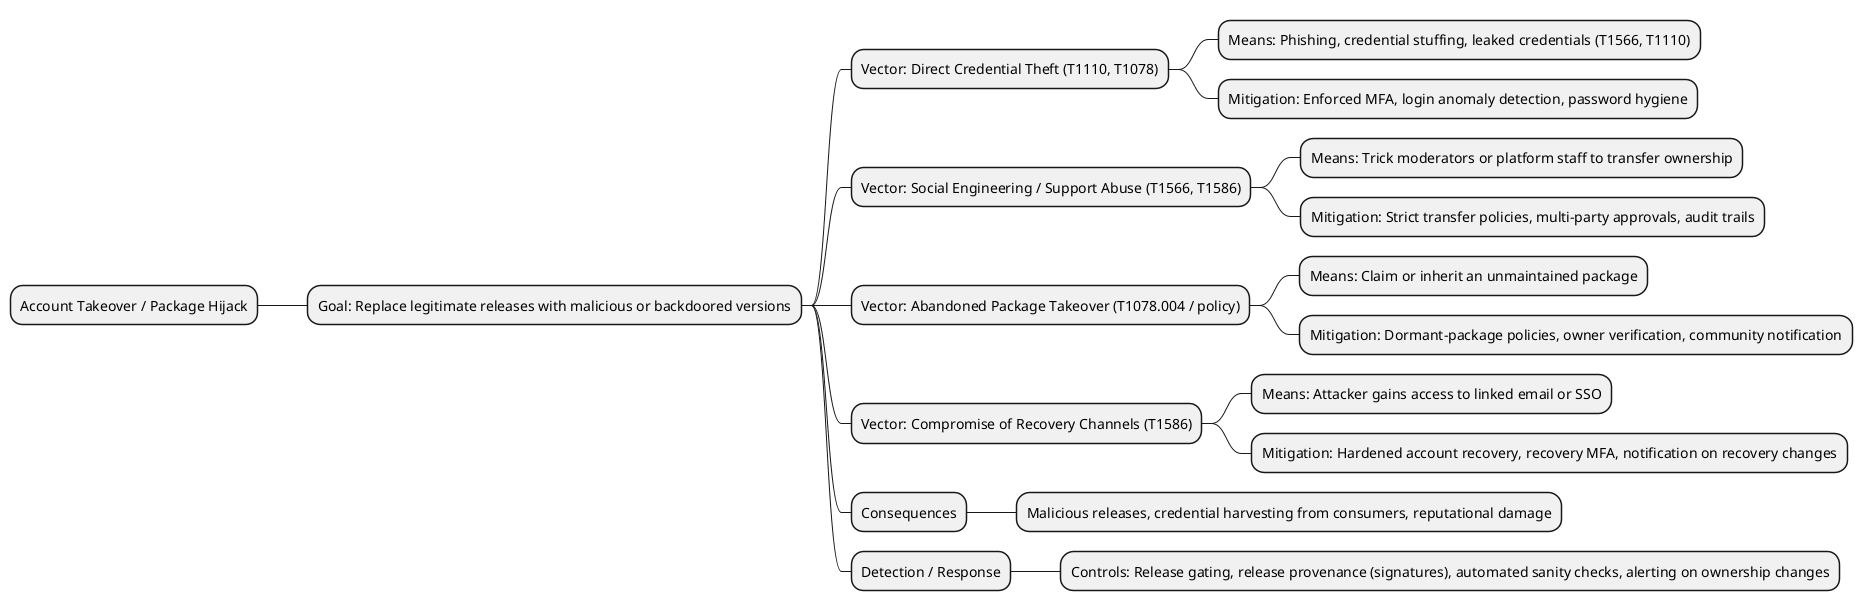 Account Takeover / Package Hijack
Goal: Replace legitimate releases with malicious or backdoored versions
Vector: Direct Credential Theft (T1110, T1078)
Means: Phishing, credential stuffing, leaked credentials (T1566, T1110)
Mitigation: Enforced MFA, login anomaly detection, password hygiene
Vector: Social Engineering / Support Abuse (T1566, T1586)
Means: Trick moderators or platform staff to transfer ownership
Mitigation: Strict transfer policies, multi-party approvals, audit trails
Vector: Abandoned Package Takeover (T1078.004 / policy)
Means: Claim or inherit an unmaintained package
Mitigation: Dormant-package policies, owner verification, community notification
Vector: Compromise of Recovery Channels (T1586)
Means: Attacker gains access to linked email or SSO
Mitigation: Hardened account recovery, recovery MFA, notification on recovery changes
Consequences
Malicious releases, credential harvesting from consumers, reputational damage
Detection / Response
Controls: Release gating, release provenance (signatures), automated sanity checks, alerting on ownership changes